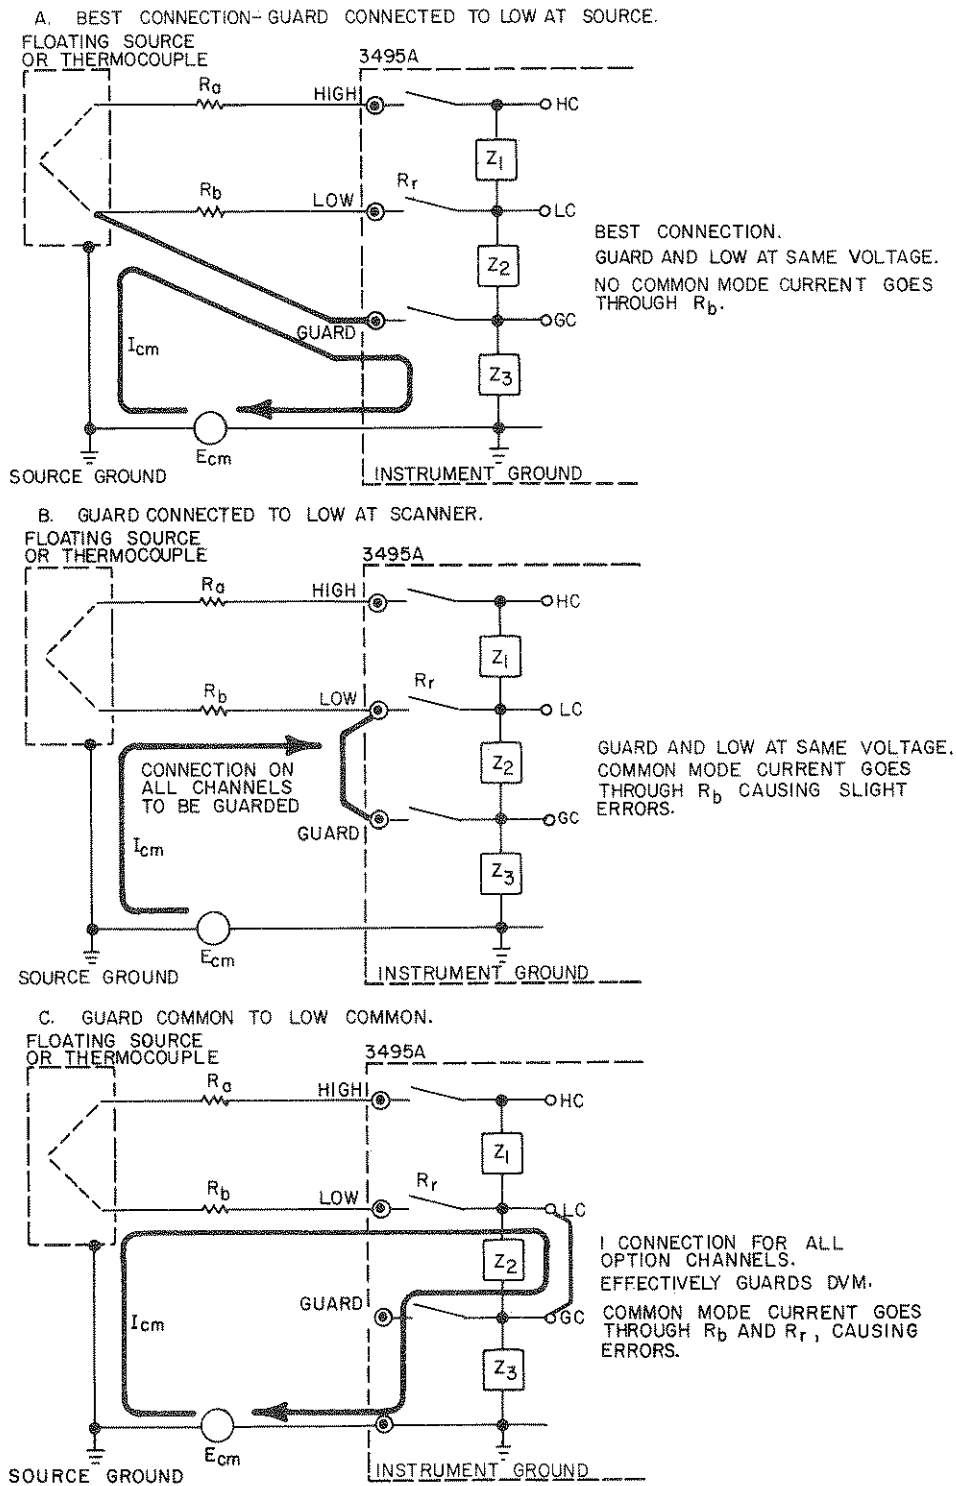 A. BEST CONNECTION-GUARD CONNECTED TO LOW AT SOURCE.
FLOATING SOURCE
OR THERMOCOUPLE
3495A
Ra
HIGH
HC
Z1
Rb
LOW
Rr
LC
Z2
BEST CONNECTION.
GUARD AND LOW AT SAME VOLTAGE.
NO COMMON MODE CURRENT GOES
THROUGH Rb.
GUARD
GC
Icm
Z3
Ecm
SOURCE GROUND
INSTRUMENT GROUND
B. GUARD CONNECTED TO LOW AT SCANNER.
FLOATING SOURCE
OR THERMOCOUPLE
3495A
Ra
HIGH
HC
Z1
Rb
LOW
Rr
LC
Z2
CONNECTION ON
ALL CHANNELS
TO BE GUARDED
GUARD AND LOW AT SAME VOLTAGE.
COMMON MODE CURRENT GOES
THROUGH Rb CAUSING SLIGHT
ERRORS.
GUARD
GC
Icm
Z3
Ecm
SOURCE GROUND
INSTRUMENT GROUND
C. GUARD COMMON TO LOW COMMON.
FLOATING SOURCE
OR THERMOCOUPLE
3495A
Ra
HIGH
HC
Z1
Rb
LOW
Rr
LC
Z2
1 CONNECTION FOR ALL
OPTION CHANNELS.
EFFECTIVELY GUARDS DVM.
COMMON MODE CURRENT GOES
THROUGH Rb AND Rr, CAUSING
ERRORS.
GUARD
GC
Icm
Z3
Ecm
SOURCE GROUND
INSTRUMENT GROUND